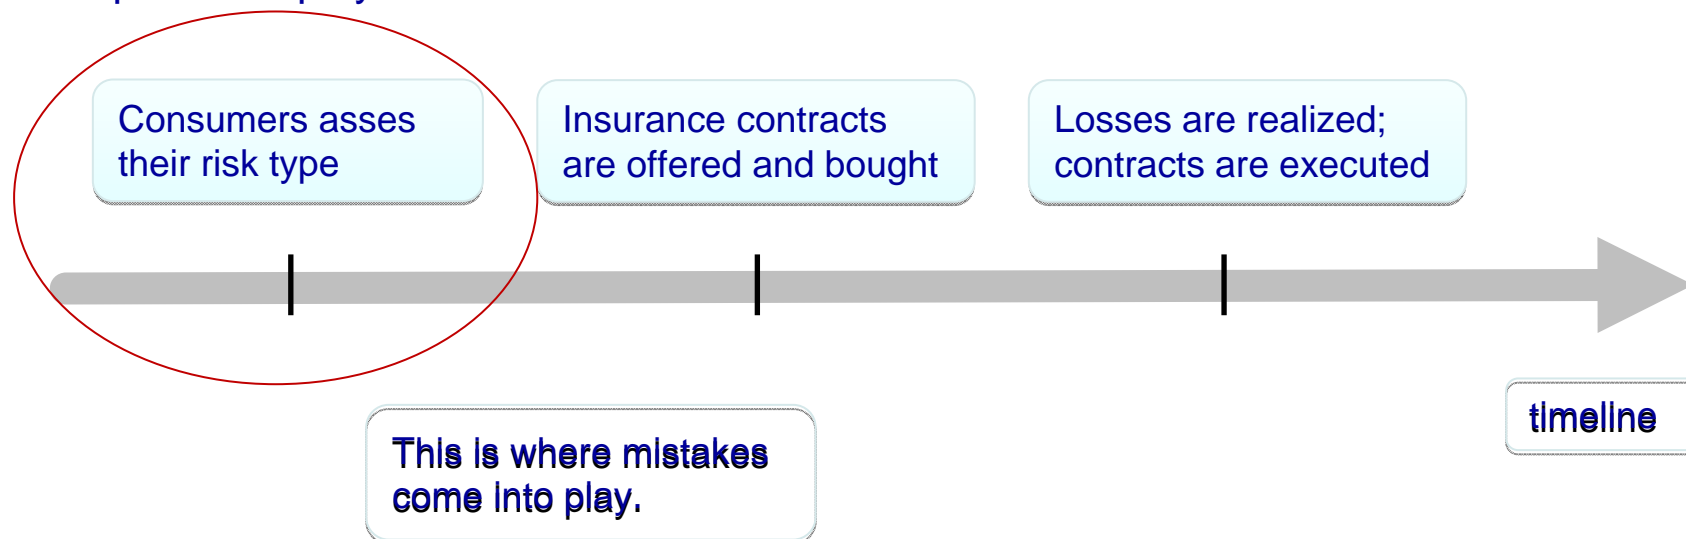 Consumers asses
their risk type
Insurance contracts
are offered and bought
Losses are realized;
contracts are executed
timeline
This is where mistakes
come into play.